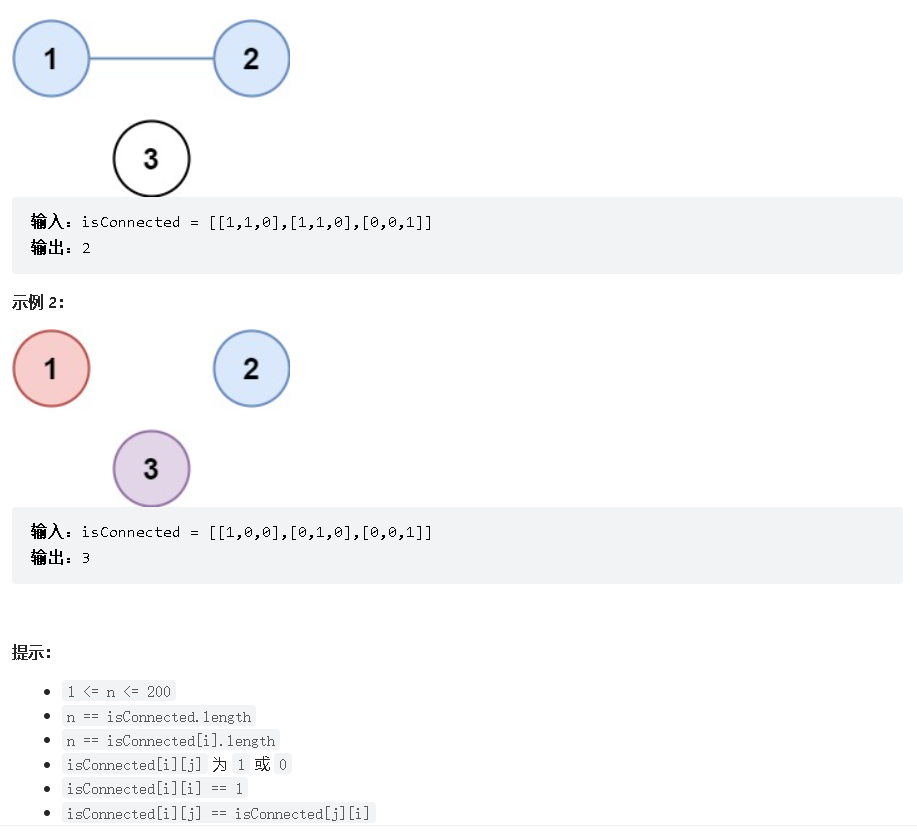 1 2
3
输入：isConnected = [[1,1,0],[1,1,0],[0,0,1]]
输出：2
示例 2：
1 2
3
输入：isConnected = [[1,0,0],[0,1,0],[0,0,1]]
输出：3
提示：
1 <= n <= 200
n == isConnected.length
n == isConnected[i].length
isConnected[i][j] 为 1 或 0
isConnected[i][i] == 1
isConnected[i][j] == isConnected[j][i]